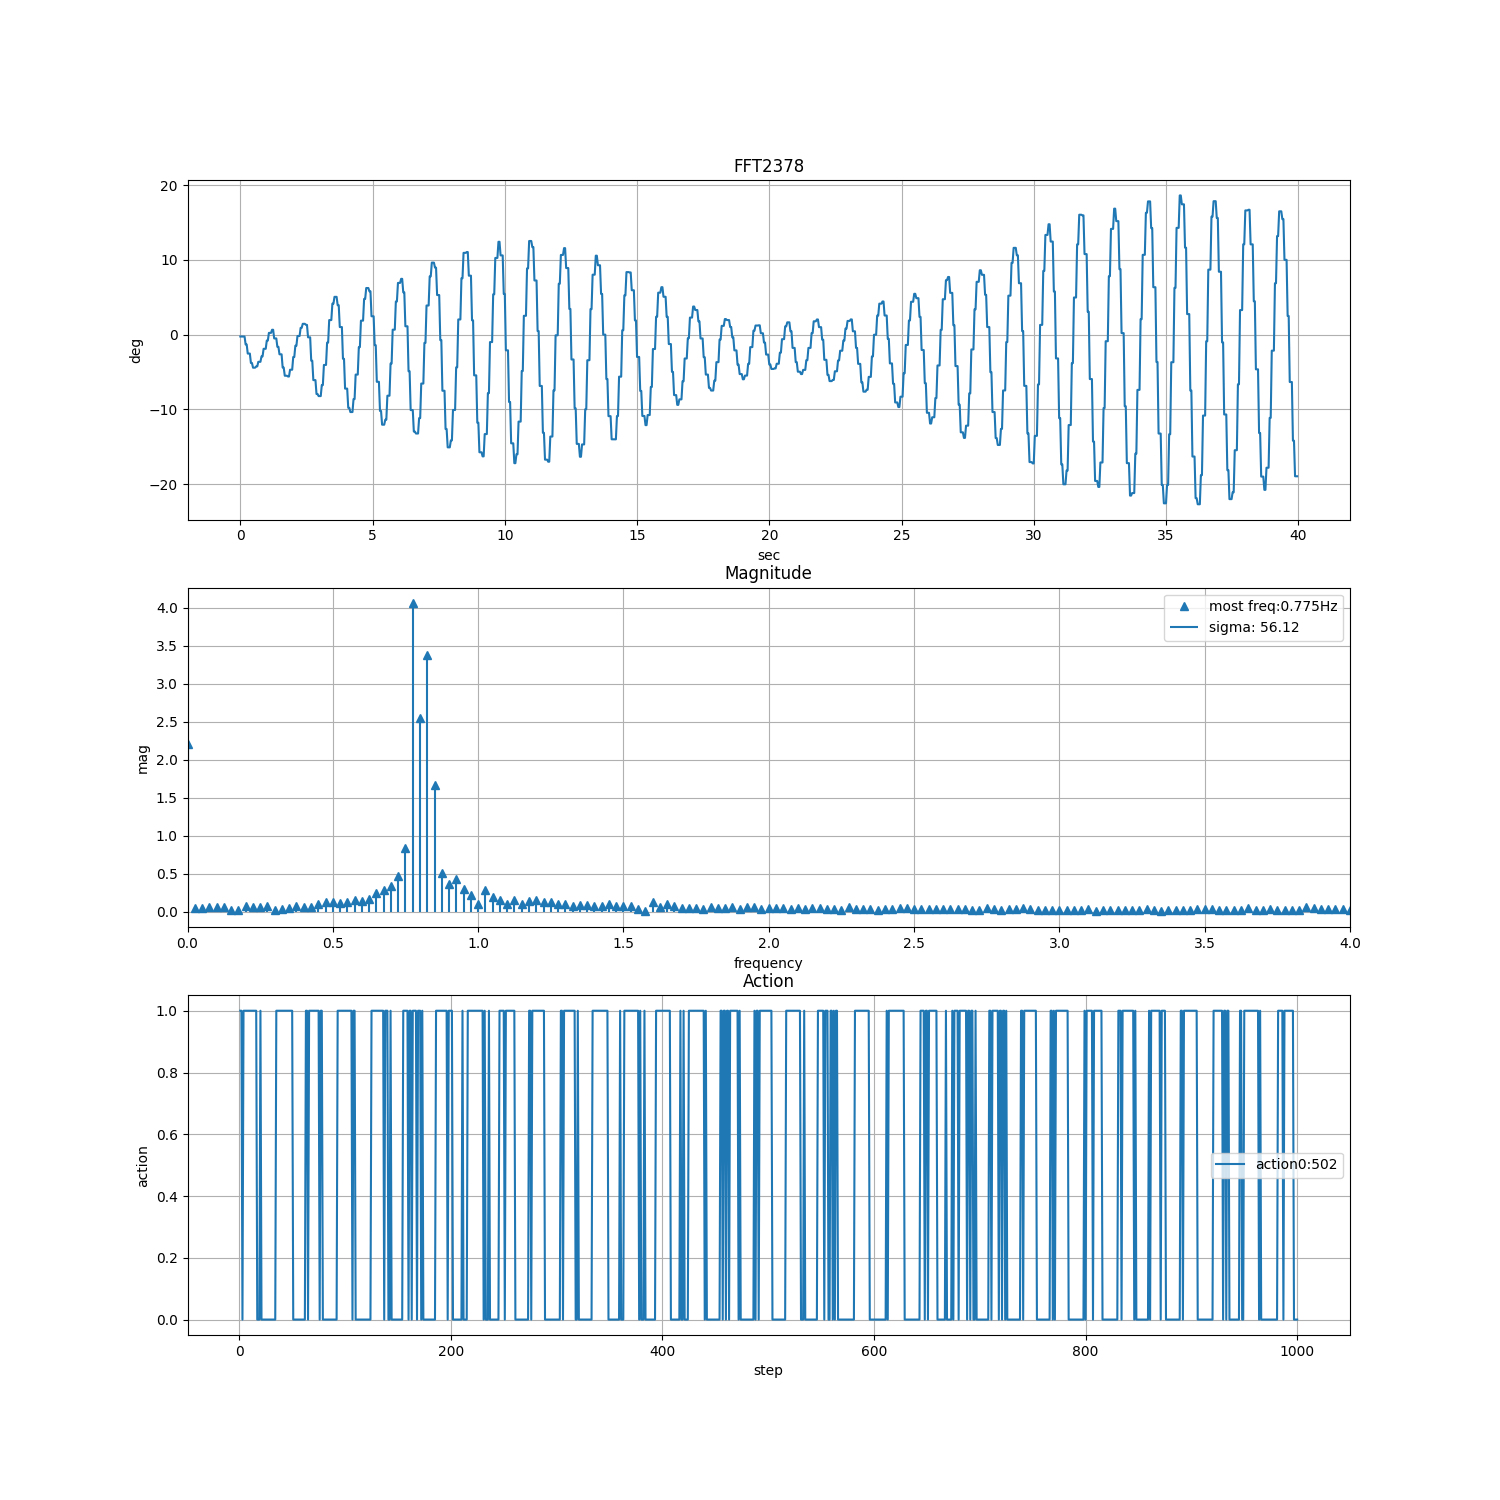 FFT2378
20
10
0
−10
−20
deg
0 5 10 15 20 25 30 35 40
sec
Magnitude
most freq:0.775Hz
sigma: 56.12
4.0
3.5
3.0
2.5
2.0
1.5
1.0
0.5
0.0
mag
0.0 0.5 1.0 1.5 2.0 2.5 3.0 3.5 4.0
frequency
Action
1.0
0.8
0.6
0.4
0.2
0.0
action
action0:502
0 200 400 600 800 1000
step